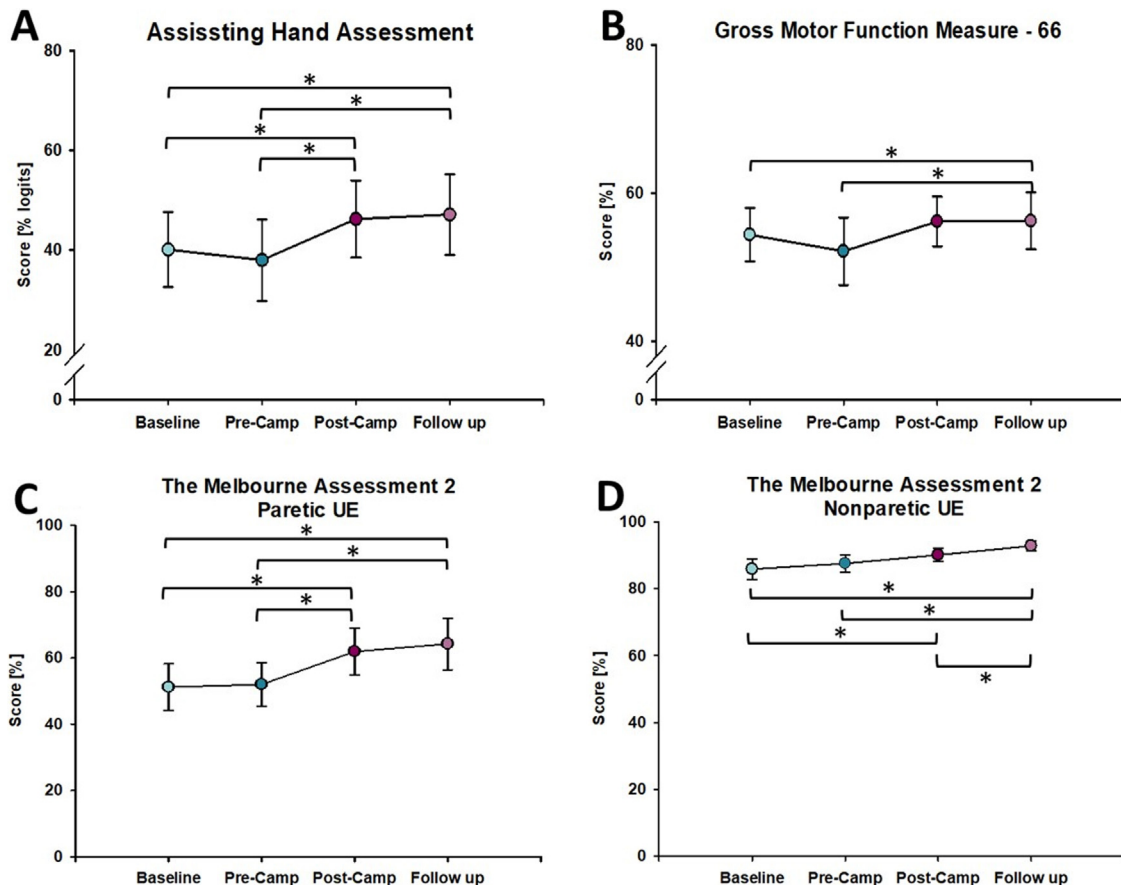 A
Assissting Hand Assessment
80
60
40
20
0
Score [% logits]
*
*
*
*
Baseline Pre-Camp Post-Camp Follow up
B
Gross Motor Function Measure - 66
80
60
40
0
Score [%]
*
*
Baseline Pre-Camp Post-Camp Follow up
C
The Melbourne Assessment 2
Paretic UE
100
80
60
40
20
0
Score [%]
*
*
*
*
Baseline Pre-Camp Post-Camp Follow up
D
The Melbourne Assessment 2
Nonparetic UE
100
80
60
40
20
0
Score [%]
*
*
*
*
Baseline Pre-Camp Post-Camp Follow up